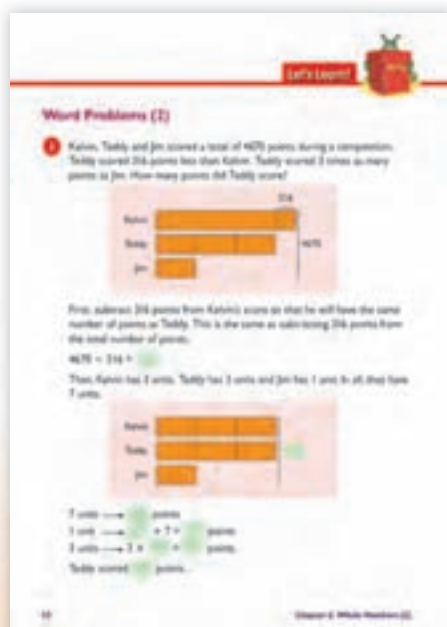 Let's Learn!
Word Problems (2)
1 Kelvin, Teddy and Jim scored a total of 4670 points during a competition.
Teddy scored 316 points less than Kelvin. Teddy scored 3 times as many
points as Jim. How many points did Teddy score?
316
Kelvin
Teddy
4670
Jim
First, subtract 316 points from Kelvin's score so that he will have the same
number of points as Teddy. This is the same as subtracting 316 points from
the total number of points.
4670 − 316 =
Then, Kelvin has 3 units, Teddy has 3 units and Jim has 1 unit. In all, they have
7 units.
Kelvin
Teddy
Jim
7 units → points
1 unit → ÷ 7 = points
3 units → 3 × = points
Teddy scored points.
Whole Numbers (2)